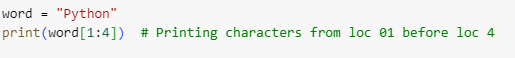 word = "Python"
print(word[1:4])  # Printing characters from loc 01 before loc 4